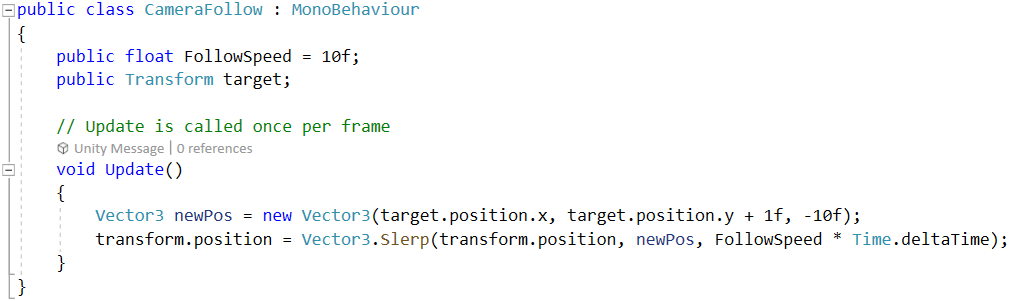 public class CameraFollow : MonoBehaviour
{
    public float FollowSpeed = 10f;
    public Transform target;

    // Update is called once per frame
    Unity Message | 0 references
    void Update()
    {
        Vector3 newPos = new Vector3(target.position.x, target.position.y + 1f, -10f);
        transform.position = Vector3.Slerp(transform.position, newPos, FollowSpeed * Time.deltaTime);
    }
}